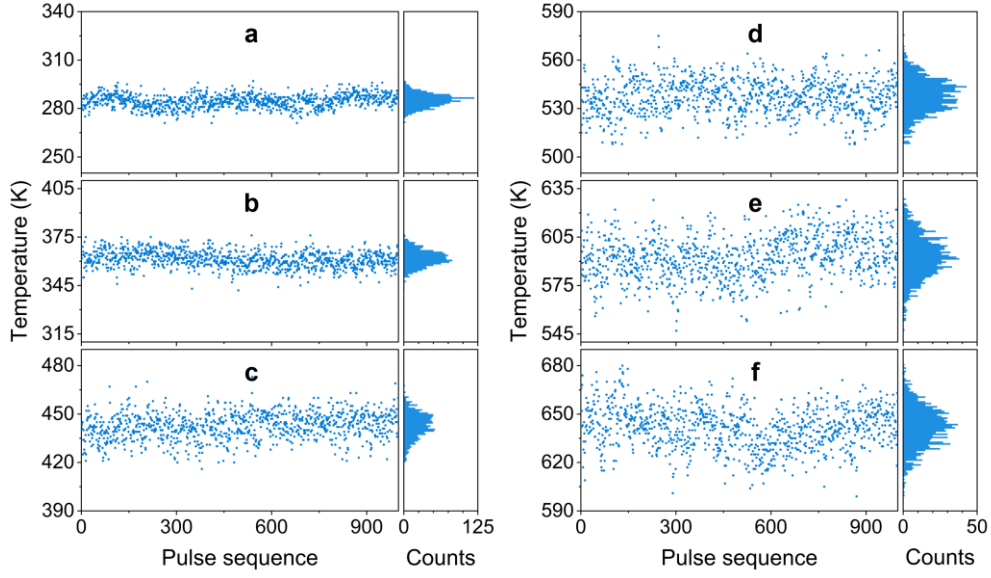 340
310
280
250
a
405
375
345
315
b
480
450
420
390
c
0 300 600 900
0 125
Temperature (K)
Pulse sequence
Counts
590
560
530
500
d
635
605
575
545
e
680
650
620
590
f
0 300 600 900
0 50
Temperature (K)
Pulse sequence
Counts